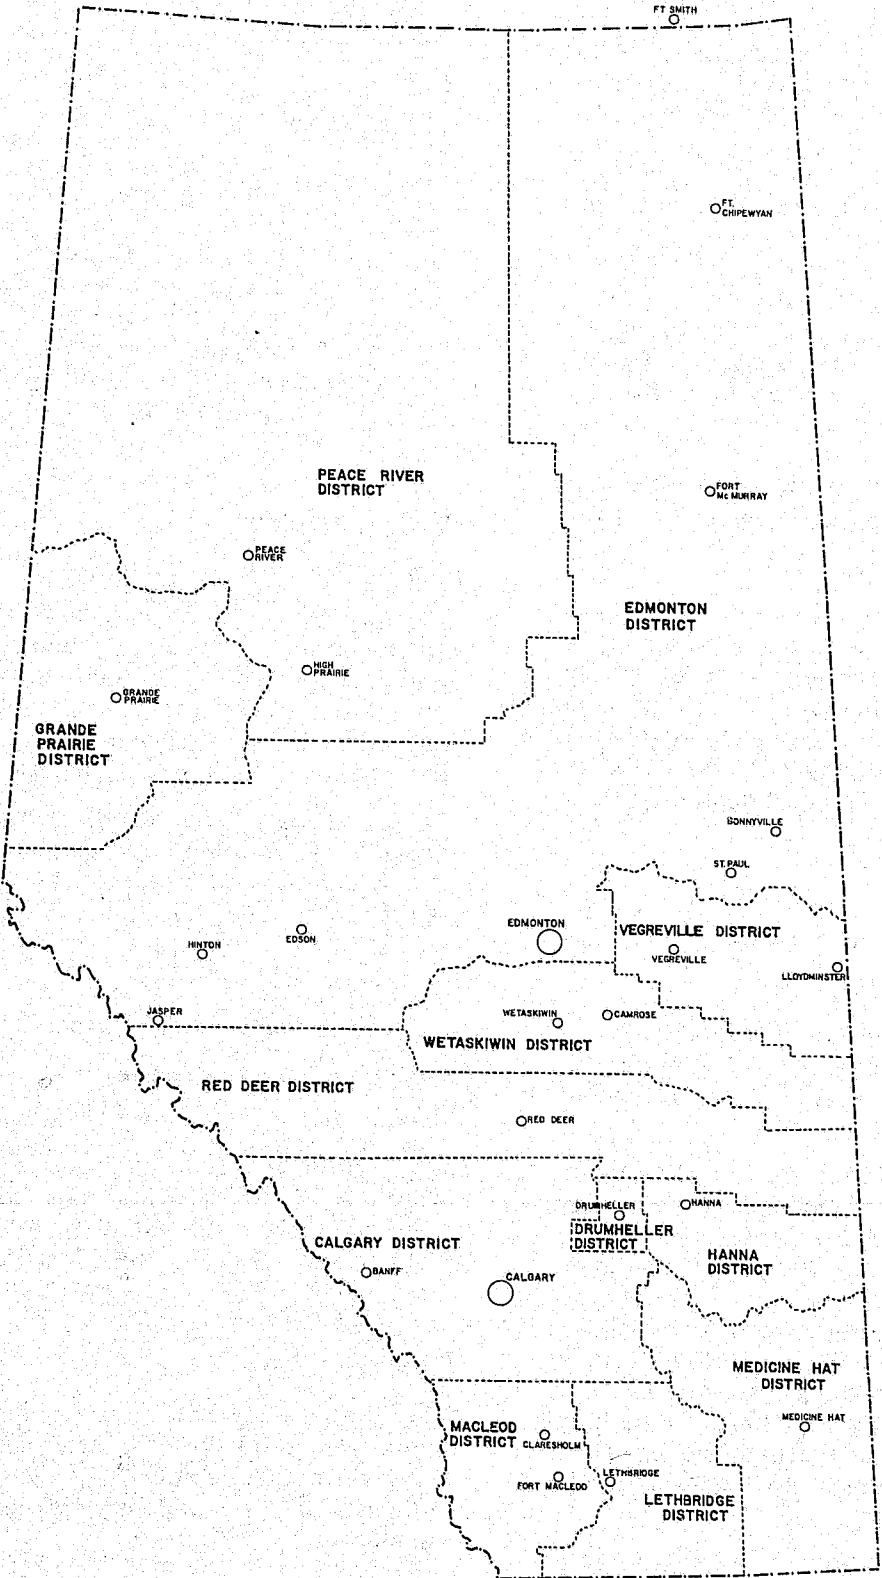 FT SMITH
FT.
CHIPEWYAN
PEACE RIVER
DISTRICT
FORT
Mc MURRAY
PEACE
RIVER
EDMONTON
DISTRICT
HIGH
PRAIRIE
GRANDE
PRAIRIE
GRANDE
PRAIRIE
DISTRICT
BONNYVILLE
ST. PAUL
EDMONTON
VEGREVILLE DISTRICT
EDSON
HINTON
VEGREVILLE
LLOYDMINSTER
JASPER
WETASKIWIN
CAMROSE
WETASKIWIN DISTRICT
RED DEER DISTRICT
RED DEER
DRUMHELLER
HANNA
DRUMHELLER
DISTRICT
CALGARY DISTRICT
HANNA
DISTRICT
BANFF
CALGARY
MEDICINE HAT
DISTRICT
MEDICINE HAT
MACLEOD
DISTRICT
CLARESHOLM
LETHBRIDGE
FORT MACLEOD
LETHBRIDGE
DISTRICT